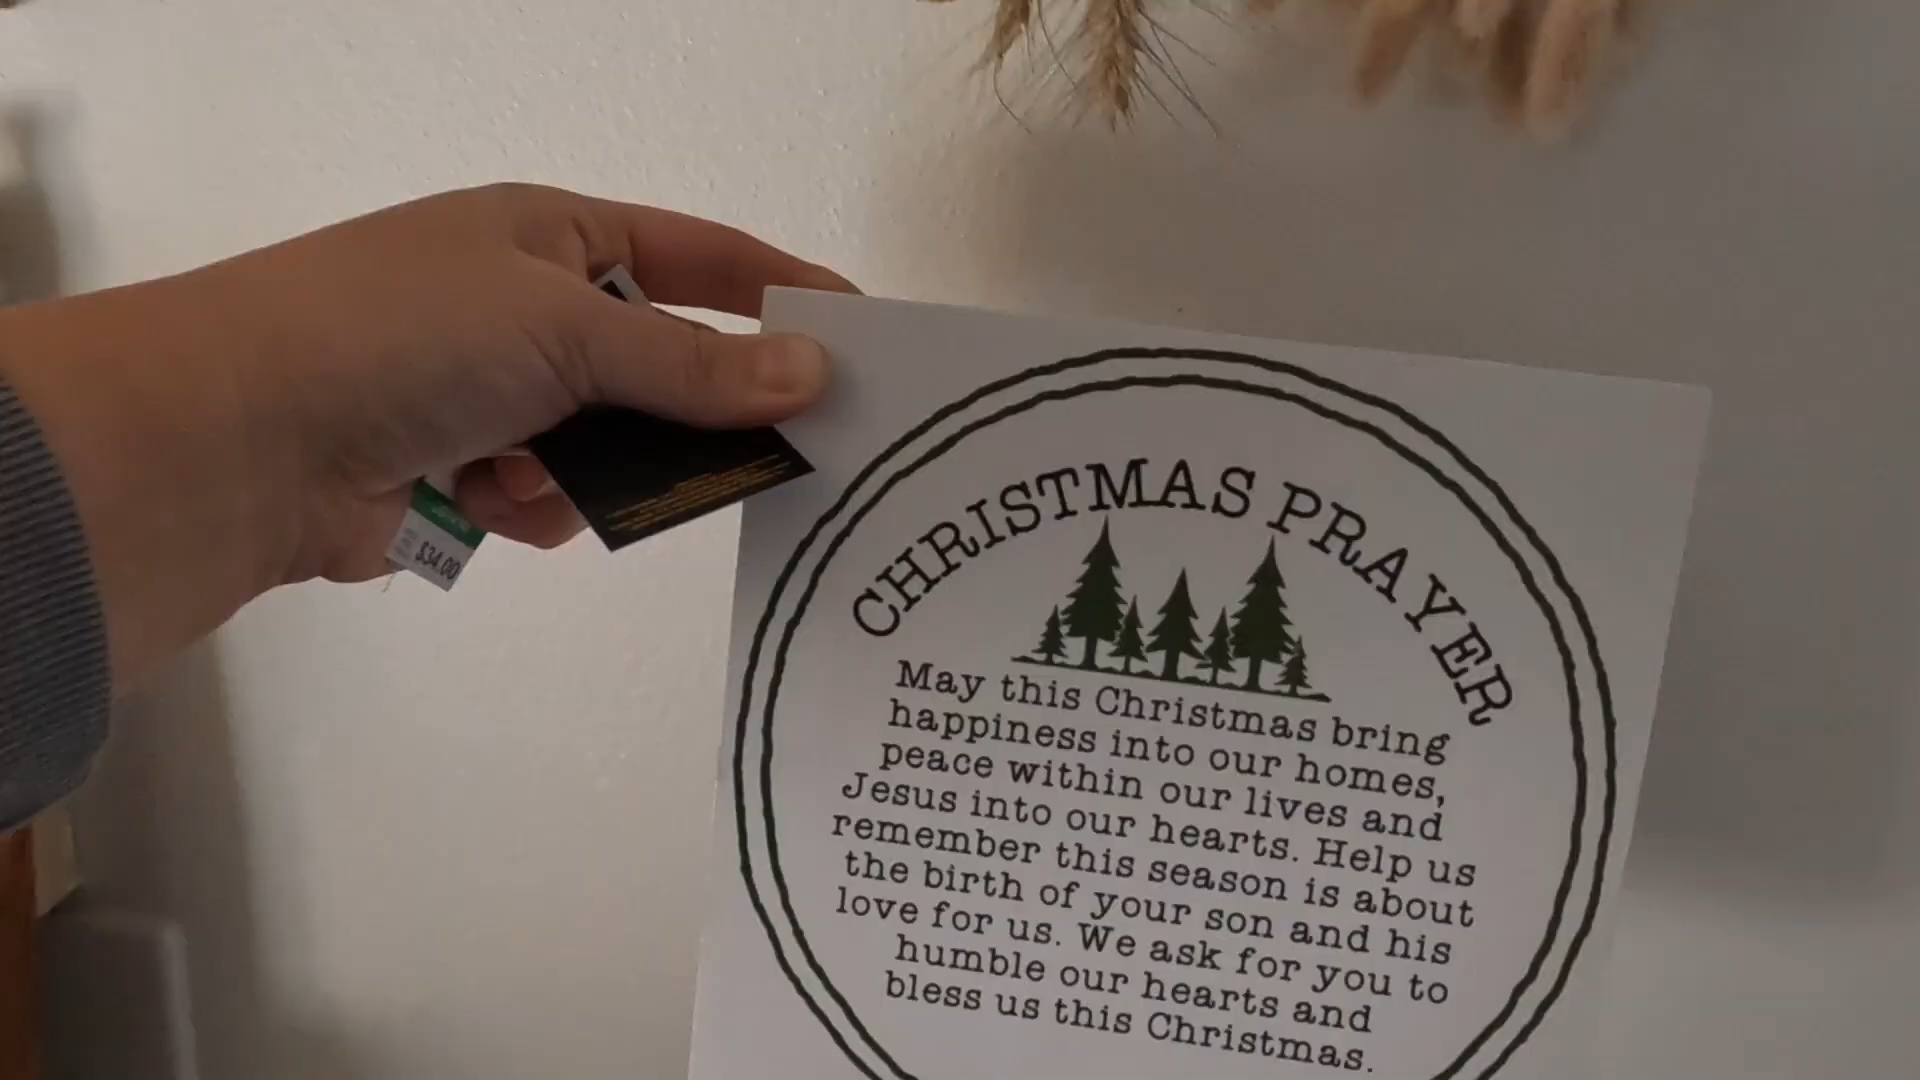 $34.00
CHRISTMAS PRAYER
May this Christmas bring
happiness into our homes,
peace within our lives and
Jesus into our hearts. Help us
remember this season is about
the birth of your son and his
love for us. We ask for you to
humble our hearts and
bless us this Christmas.